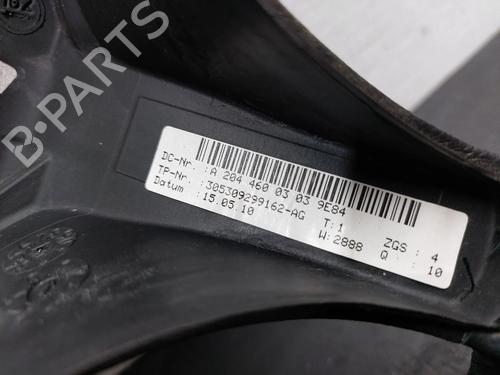 182
DC-Nr. : A 204 460 03 03 9E84
TP-Nr. : 305309299162-AG T:1 ZGS : 4
Datum : 15.05.10 W:2888 Q : 10
B-PARTS